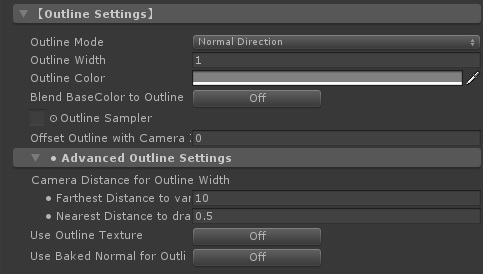 【Outline Settings】
Outline Mode Normal Direction
Outline Width 1
Outline Color
Blend BaseColor to Outline Off
Outline Sampler
Offset Outline with Camera 0
● Advanced Outline Settings
Camera Distance for Outline Width
● Farthest Distance to var 10
● Nearest Distance to dra 0.5
Use Outline Texture Off
Use Baked Normal for Outli Off